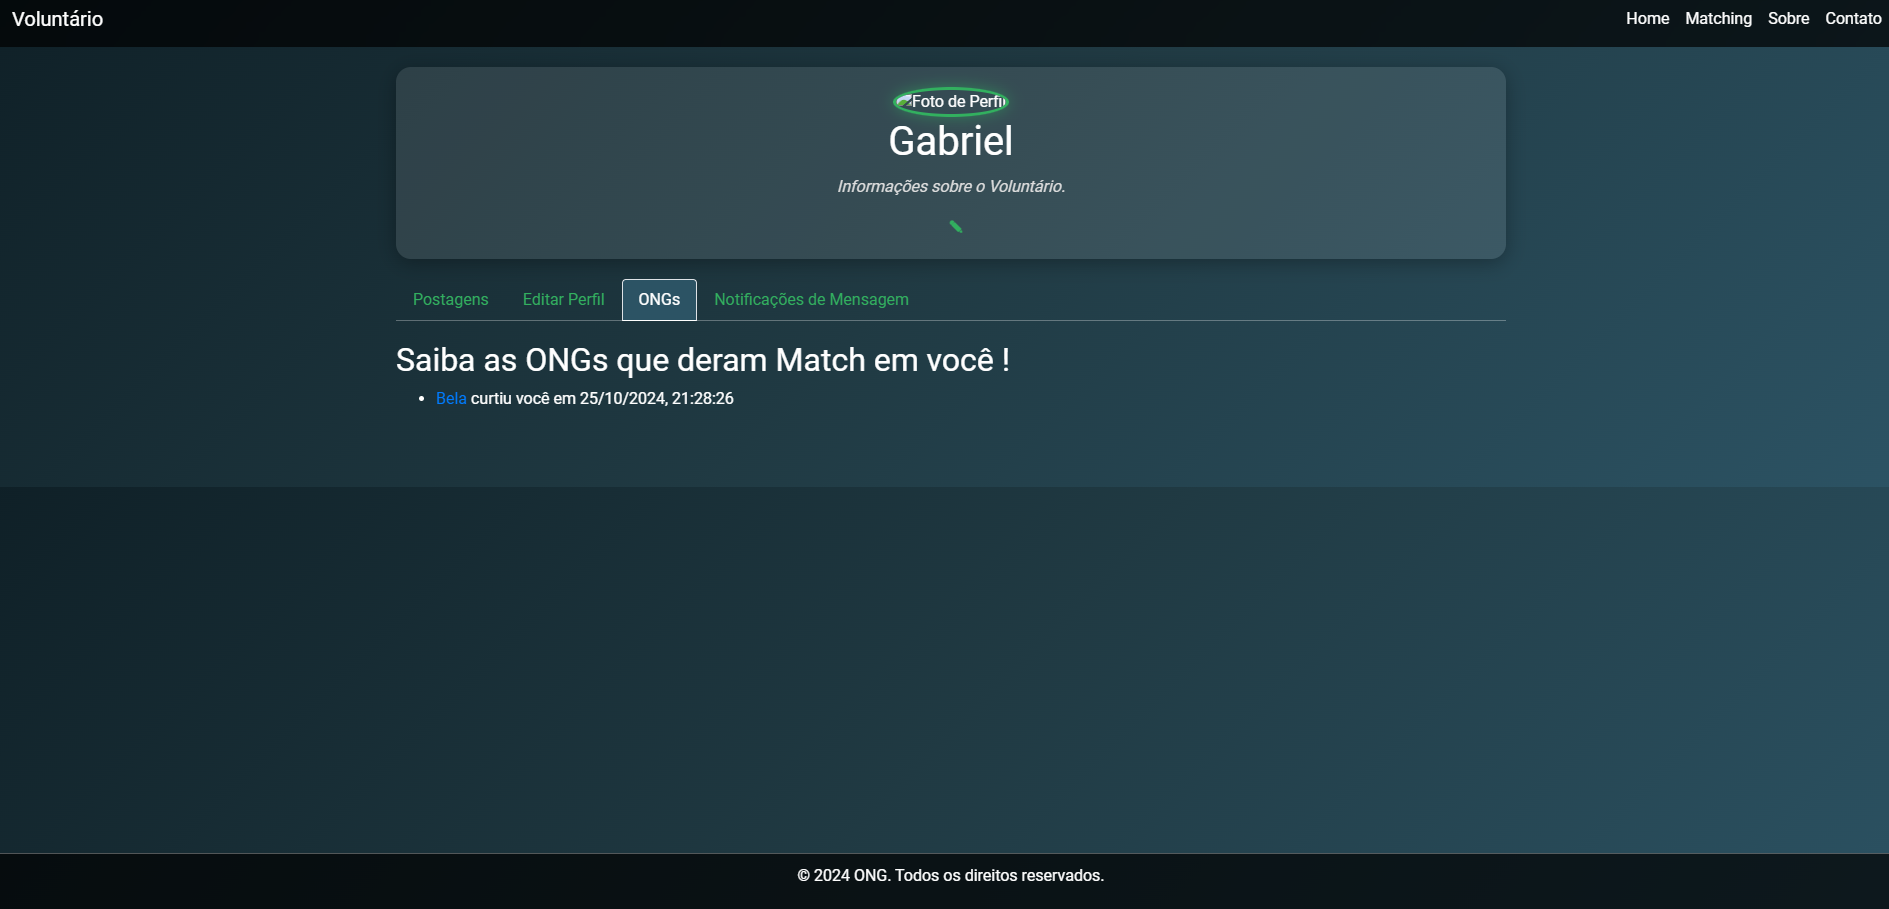 Voluntário
Home Matching Sobre Contato
Foto de Perfil
Gabriel
Informações sobre o Voluntário.
Postagens Editar Perfil ONGs Notificações de Mensagem
Saiba as ONGs que deram Match em você !
Bela curtiu você em 25/10/2024, 21:28:26
© 2024 ONG. Todos os direitos reservados.